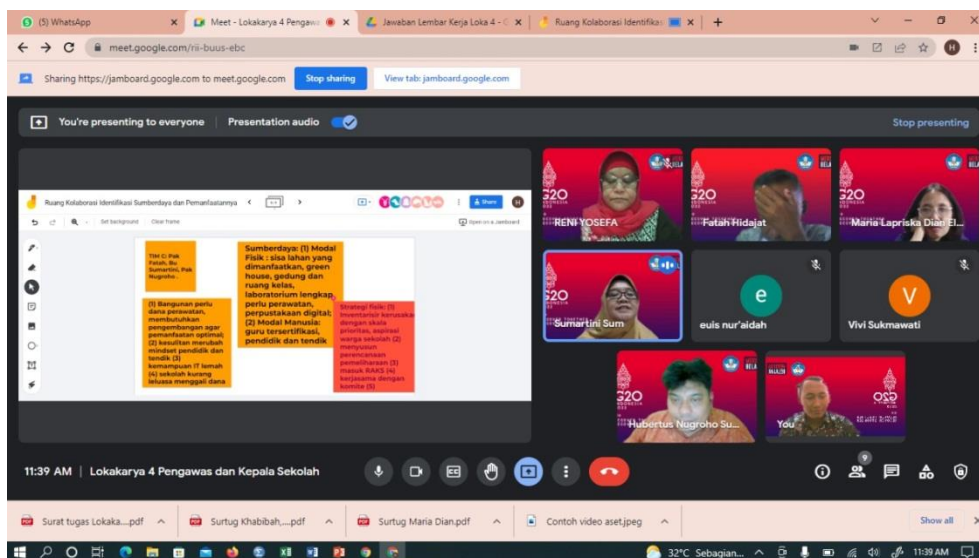 (5) WhatsApp
Meet - Lokakarya 4 Pengawa
Jawaban Lembar Kerja Loka 4 - G
Ruang Kolaborasi Identifikas
meet.google.com/rii-buus-ebc
H
Sharing https://jamboard.google.com to meet.google.com
Stop sharing
View tab: jamboard.google.com
You're presenting to everyone
Presentation audio
Stop presenting
Ruang Kolaborasi Identifikasi Sumberdaya dan Pemanfaatannya
Share
H
Set background
Clear frame
Open on a Jamboard
TIM C: Pak
Fatah, Bu
Sumartini, Pak
Nugroho .
Sumberdaya: (1) Modal
Fisik : sisa lahan yang
dimanfaatkan, green
house, gedung dan
ruang kelas,
laboratorium lengkap,
perlu perawatan,
perpustakaan digital;
(2) Modal Manusia:
guru tersertifikasi,
pendidik dan tendik
(1) Bangunan perlu
dana perawatan,
membutuhkan
pengembangan agar
pemanfaatan optimal;
(2) kesulitan merubah
mindset pendidik dan
tendik (3)
kemampuan IT lemah
(4) sekolah kurang
leluasa menggali dana
Strategi fisik: (1)
Inventarisir kerusakan
dengan skala
prioritas, aspirasi
warga sekolah (2)
menyusun
perencanaan
pemeliharaan (3)
masuk RAKS (4)
kerjasama dengan
komite (5)
RENI YOSEFA
Fatah Hidajat
Maria Lapriska Dian El...
Sumartini Sum
e
euis nur'aidah
V
Vivi Sukmawati
Hubertus Nugroho Su...
You
11:39 AM | Lokakarya 4 Pengawas dan Kepala Sekolah
9
Surat tugas Lokaka....pdf
Surtug Khabibah,....pdf
Surtug Maria Dian.pdf
Contoh video aset.jpeg
Show all
32°C Sebagian...
11:39 AM